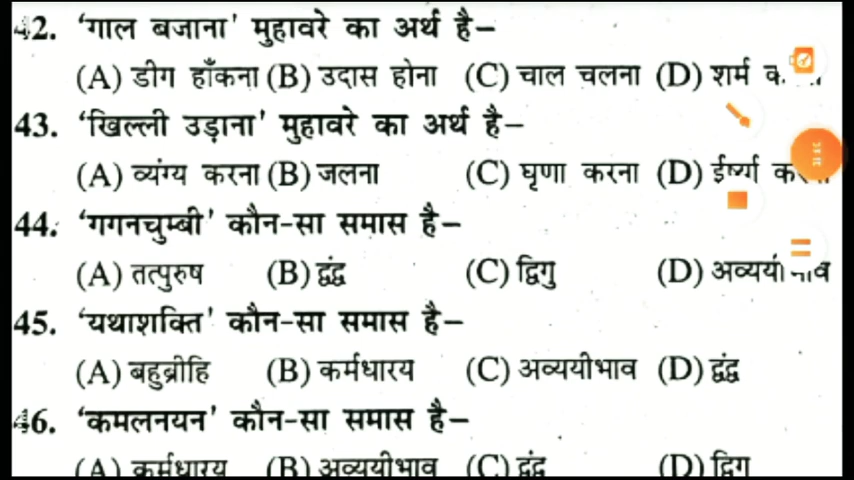 42. ‘गाल बजाना’ मुहावरे का अर्थ है–
(A) डीग हाँकना (B) उदास होना (C) चाल चलना (D) शर्म
43. ‘खिल्ली उड़ाना’ मुहावरे का अर्थ है–
(A) व्यंग्य करना (B) जलना (C) घृणा करना (D)
44. ‘गगनचुम्बी’ कौन-सा समास है–
(A) तत्पुरुष (B) द्वंद्व (C) द्विगु (D)
45. ‘यथाशक्ति’ कौन-सा समास है–
(A) बहुब्रीहि (B) कर्मधारय (C) अव्ययीभाव (D) द्वंद्व
46. ‘कमलनयन’ कौन-सा समास है–
(A) कर्मधारय (B) अव्ययीभाव (C) द्वंद्व (D) द्विगु